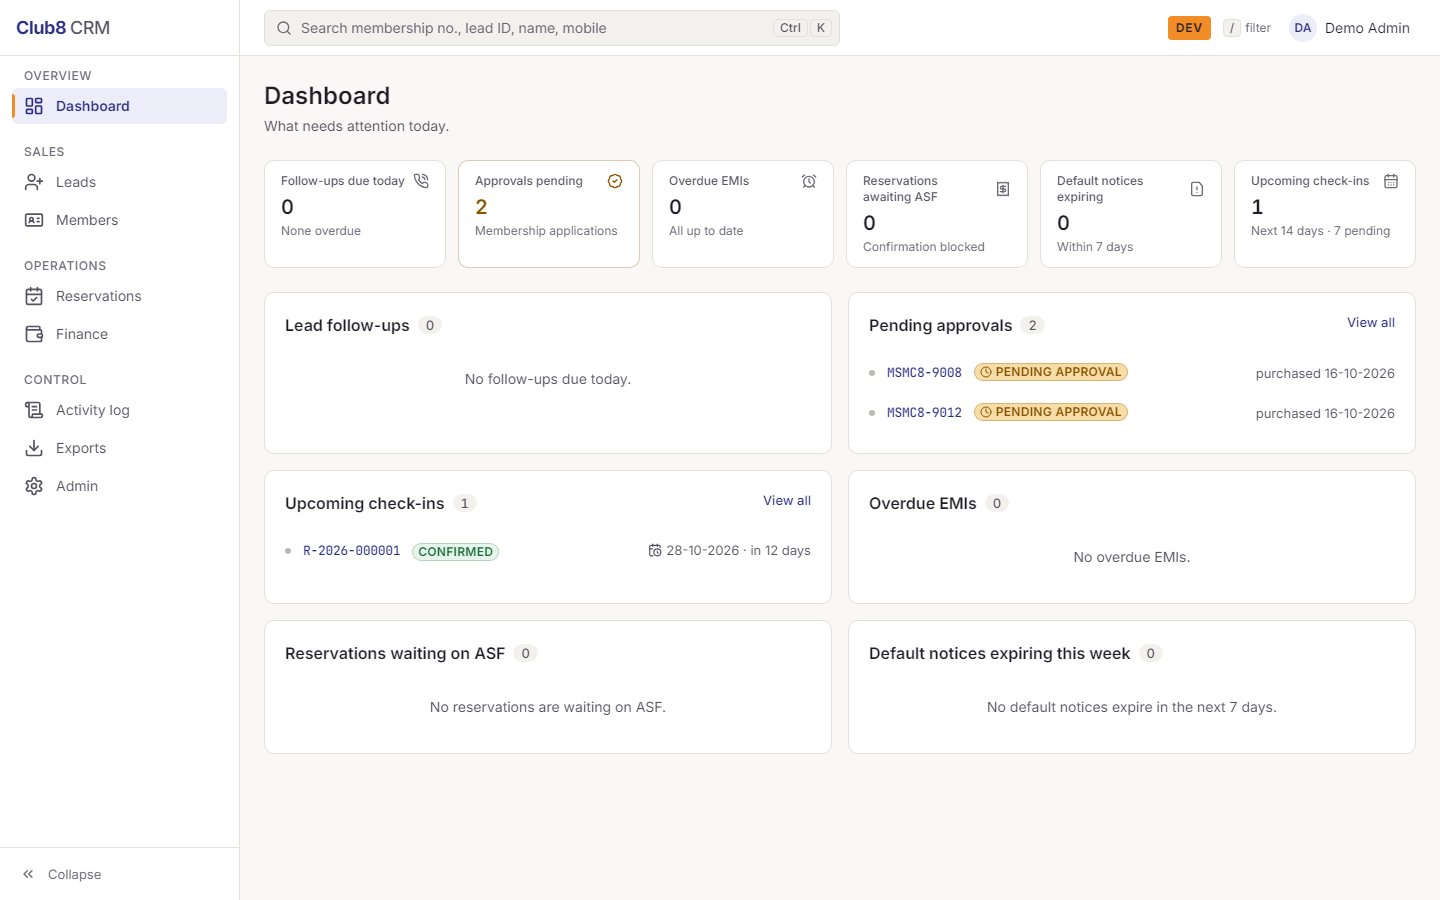 Club8 CRM
Search membership no., lead ID, name, mobile
Ctrl K
DEV
/ filter
DA
Demo Admin
OVERVIEW
Dashboard
SALES
Leads
Members
OPERATIONS
Reservations
Finance
CONTROL
Activity log
Exports
Admin
Collapse
Dashboard
What needs attention today.
Follow-ups due today
0
None overdue
Approvals pending
2
Membership applications
Overdue EMIs
0
All up to date
Reservations
awaiting ASF
0
Confirmation blocked
Default notices
expiring
0
Within 7 days
Upcoming check-ins
1
Next 14 days · 7 pending
Lead follow-ups 0
No follow-ups due today.
Pending approvals 2
View all
MSMC8-9008 PENDING APPROVAL purchased 16-10-2026
MSMC8-9012 PENDING APPROVAL purchased 16-10-2026
Upcoming check-ins 1
View all
R-2026-000001 CONFIRMED 28-10-2026 · in 12 days
Overdue EMIs 0
No overdue EMIs.
Reservations waiting on ASF 0
No reservations are waiting on ASF.
Default notices expiring this week 0
No default notices expire in the next 7 days.